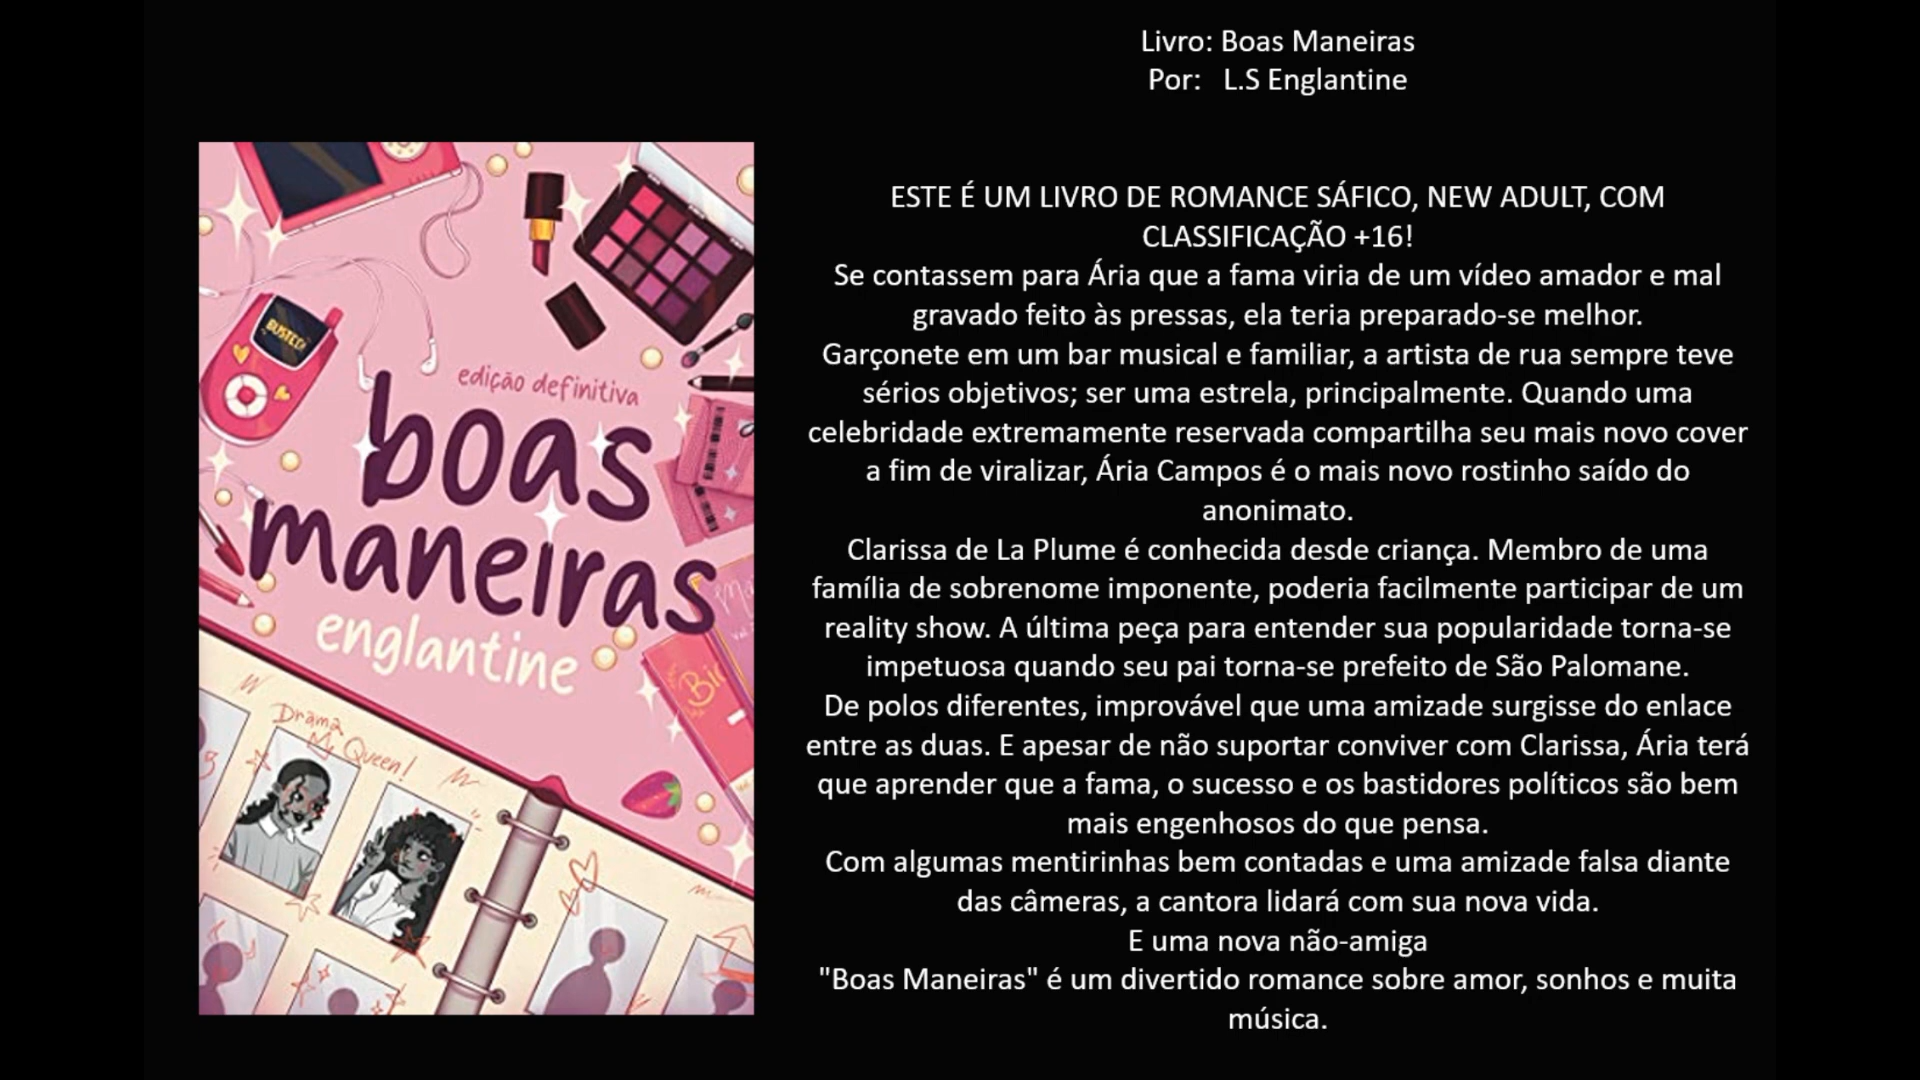 Livro: Boas Maneiras
Por: L.S Englantine
ESTE É UM LIVRO DE ROMANCE SÁFICO, NEW ADULT, COM
CLASSIFICAÇÃO +16!
Se contassem para Ária que a fama viria de um vídeo amador e mal
gravado feito às pressas, ela teria preparado-se melhor.
Garçonete em um bar musical e familiar, a artista de rua sempre teve
sérios objetivos; ser uma estrela, principalmente. Quando uma
celebridade extremamente reservada compartilha seu mais novo cover
a fim de viralizar, Ária Campos é o mais novo rostinho saído do
anonimato.
Clarissa de La Plume é conhecida desde criança. Membro de uma
família de sobrenome imponente, poderia facilmente participar de um
reality show. A última peça para entender sua popularidade torna-se
impetuosa quando seu pai torna-se prefeito de São Palomane.
De polos diferentes, improvável que uma amizade surgisse do enlace
entre as duas. E apesar de não suportar conviver com Clarissa, Ária terá
que aprender que a fama, o sucesso e os bastidores políticos são bem
mais engenhosos do que pensa.
Com algumas mentirinhas bem contadas e uma amizade falsa diante
das câmeras, a cantora lidará com sua nova vida.
E uma nova não-amiga
"Boas Maneiras" é um divertido romance sobre amor, sonhos e muita
música.
BUSTED!
edição definitiva
boas
maneiras
englantine
Drama
Queen!